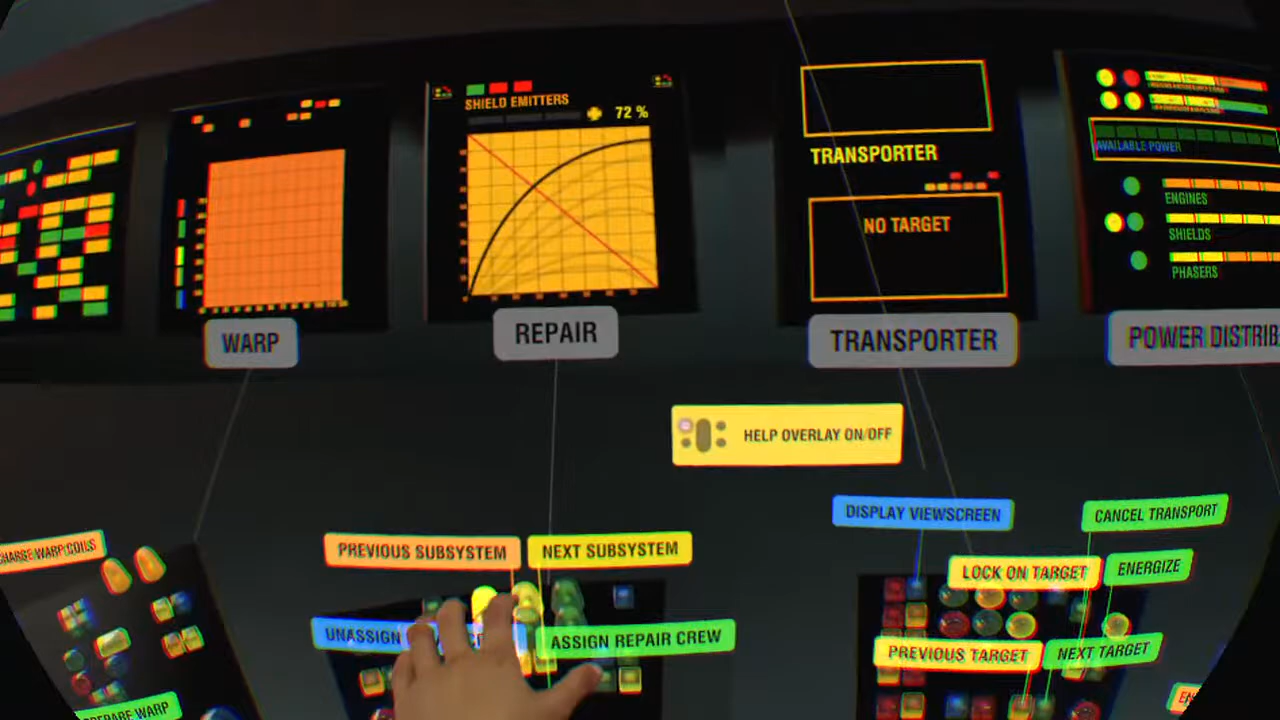 SHIELD EMITTERS
72 %
TRANSPORTER
NO TARGET
AVAILABLE POWER
ENGINES
SHIELDS
PHASERS
WARP
REPAIR
TRANSPORTER
POWER DISTRIB
HELP OVERLAY ON/OFF
DISPLAY VIEWSCREEN
CANCEL TRANSPORT
CHARGE WARP COILS
PREVIOUS SUBSYSTEM
NEXT SUBSYSTEM
LOCK ON TARGET
ENERGIZE
UNASSIGN
ASSIGN REPAIR CREW
PREVIOUS TARGET
NEXT TARGET
PREPARE WARP